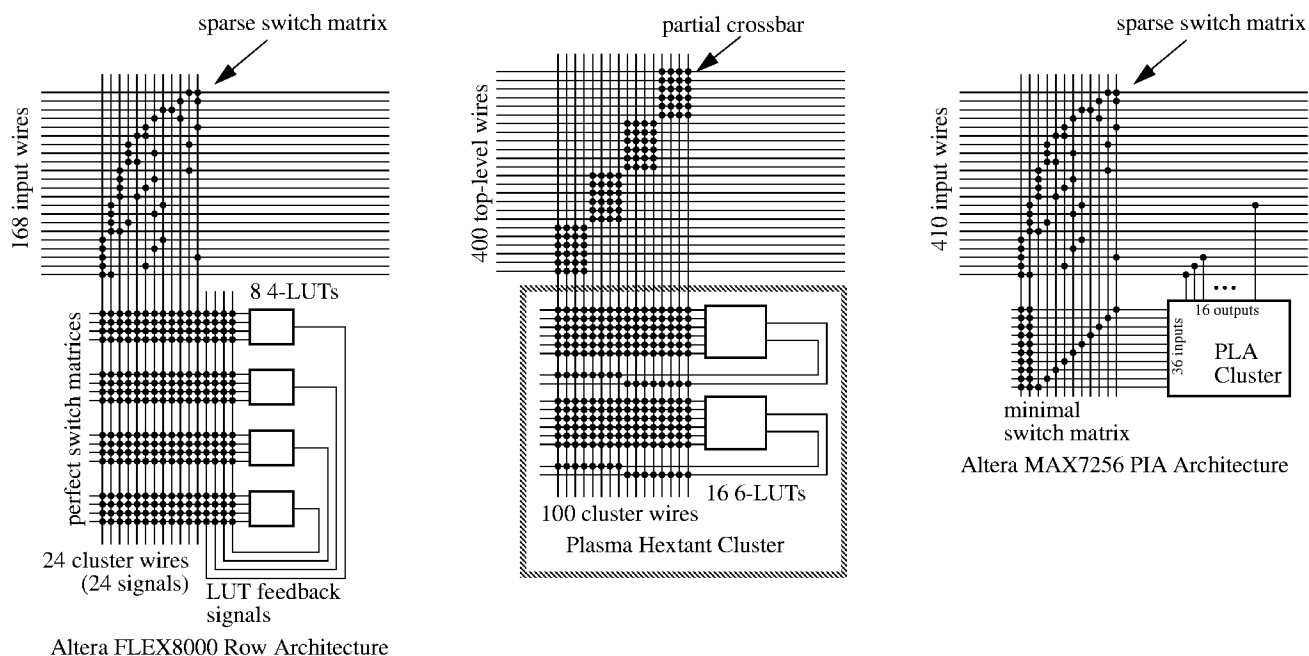 sparse switch matrix
168 input wires
8 4-LUTs
perfect switch matrices
24 cluster wires
(24 signals)
LUT feedback
signals
Altera FLEX8000 Row Architecture
partial crossbar
400 top-level wires
16 6-LUTs
100 cluster wires
Plasma Hextant Cluster
sparse switch matrix
410 input wires
16 outputs
36 inputs
PLA
Cluster
minimal
switch matrix
Altera MAX7256 PIA Architecture